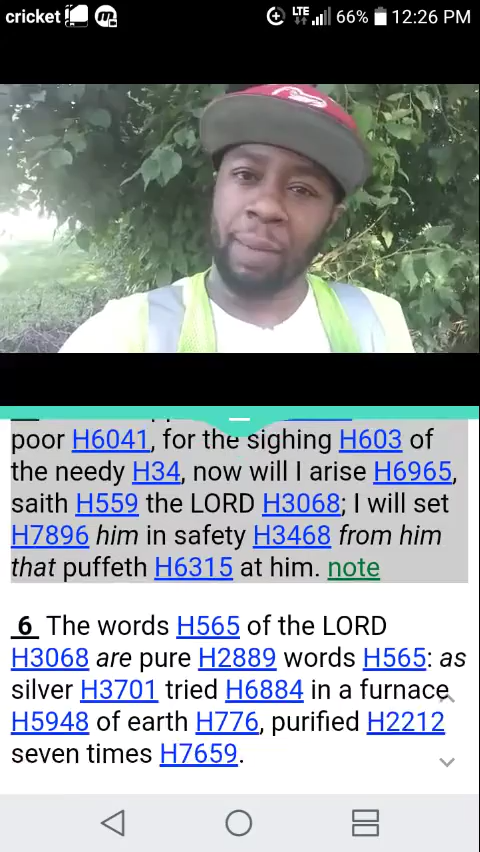 cricket
LTE 66% 12:26 PM
poor H6041, for the sighing H603 of
the needy H34, now will I arise H6965,
saith H559 the LORD H3068; I will set
H7896 him in safety H3468 from him
that puffeth H6315 at him. note
6 The words H565 of the LORD
H3068 are pure H2889 words H565: as
silver H3701 tried H6884 in a furnace
H5948 of earth H776, purified H2212
seven times H7659.